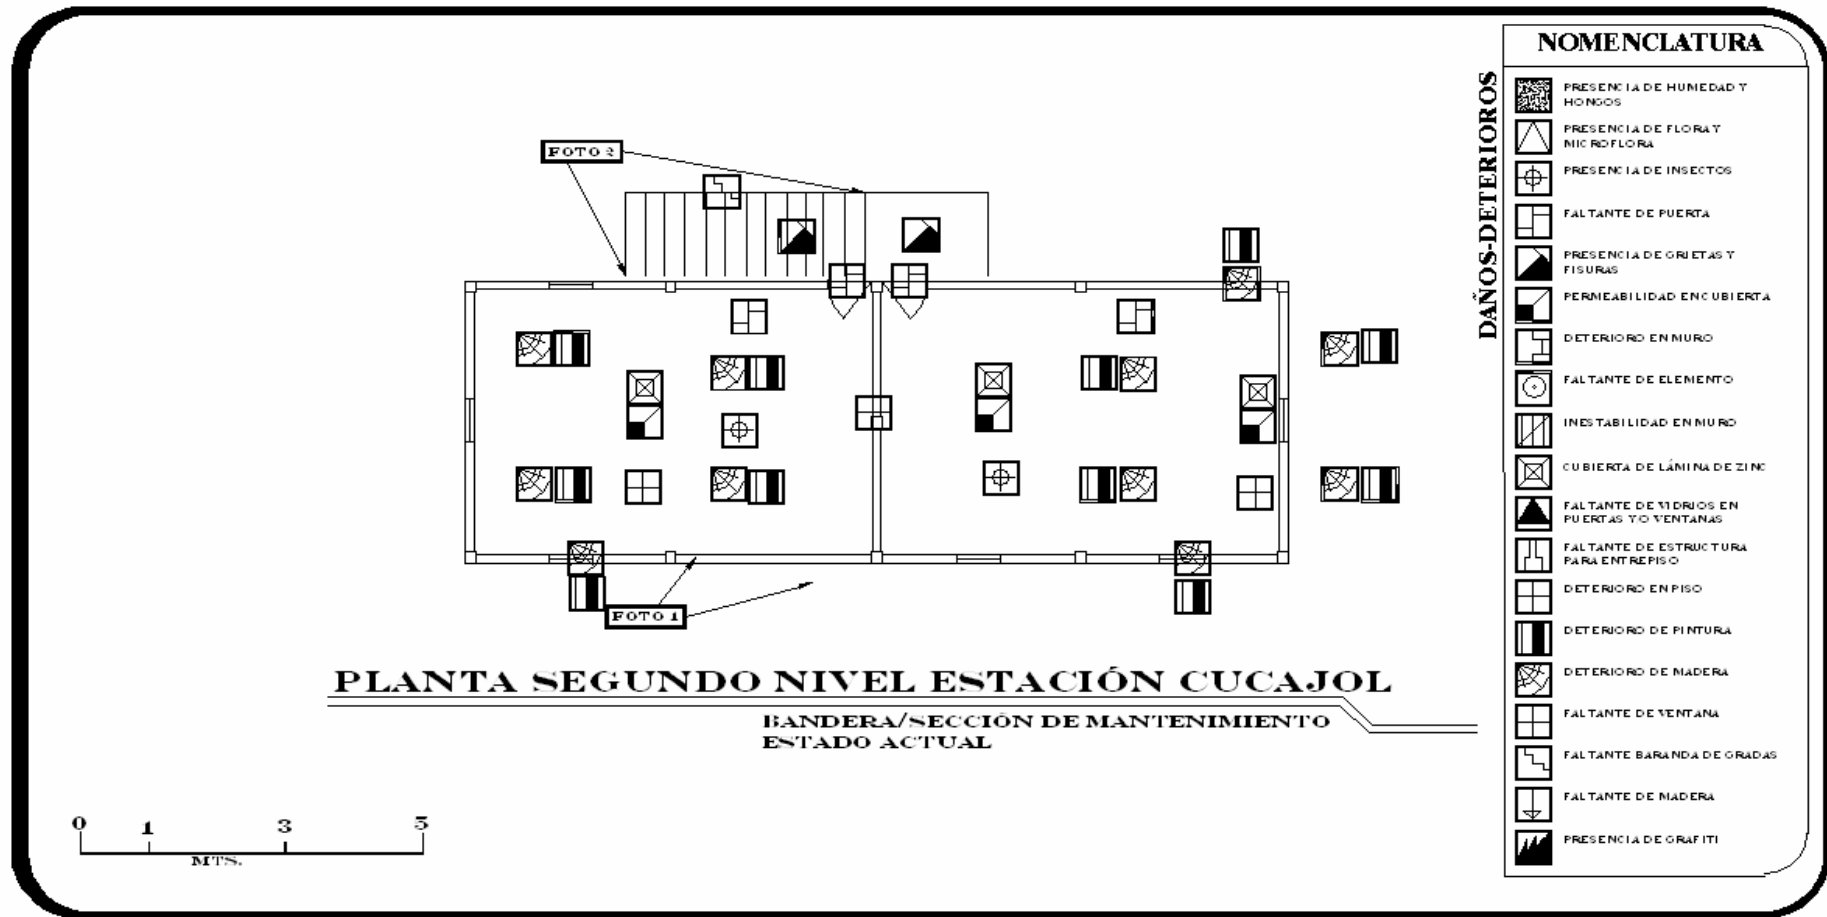 NOMENCLATURA
DAÑOS-DETERIOROS
PRESENCIA DE HUMEDAD Y
HONGOS
PRESENCIA DE FLORA Y
MICROFLORA
PRESENCIA DE INSECTOS
FALTANTE DE PUERTA
PRESENCIA DE GRIETAS Y
FISURAS
PERMEABILIDAD EN CUBIERTA
DETERIORO EN MURO
FALTANTE DE ELEMENTO
INESTABILIDAD EN MURO
CUBIERTA DE LÁMINA DE ZINC
FALTANTE DE VIDRIOS EN
PUERTAS Y O VENTANAS
FALTANTE DE ESTRUCTURA
PARA ENTREPISO
DETERIORO EN PISO
DETERIORO DE PINTURA
DETERIORO DE MADERA
FALTANTE DE VENTANA
FALTANTE BARANDA DE GRADAS
FALTANTE DE MADERA
PRESENCIA DE GRAFITI
FOTO 2
FOTO 1
PLANTA SEGUNDO NIVEL ESTACIÓN CUCAJOL
BANDERA/SECCIÓN DE MANTENIMIENTO
ESTADO ACTUAL
0 1 3 5
MTS.